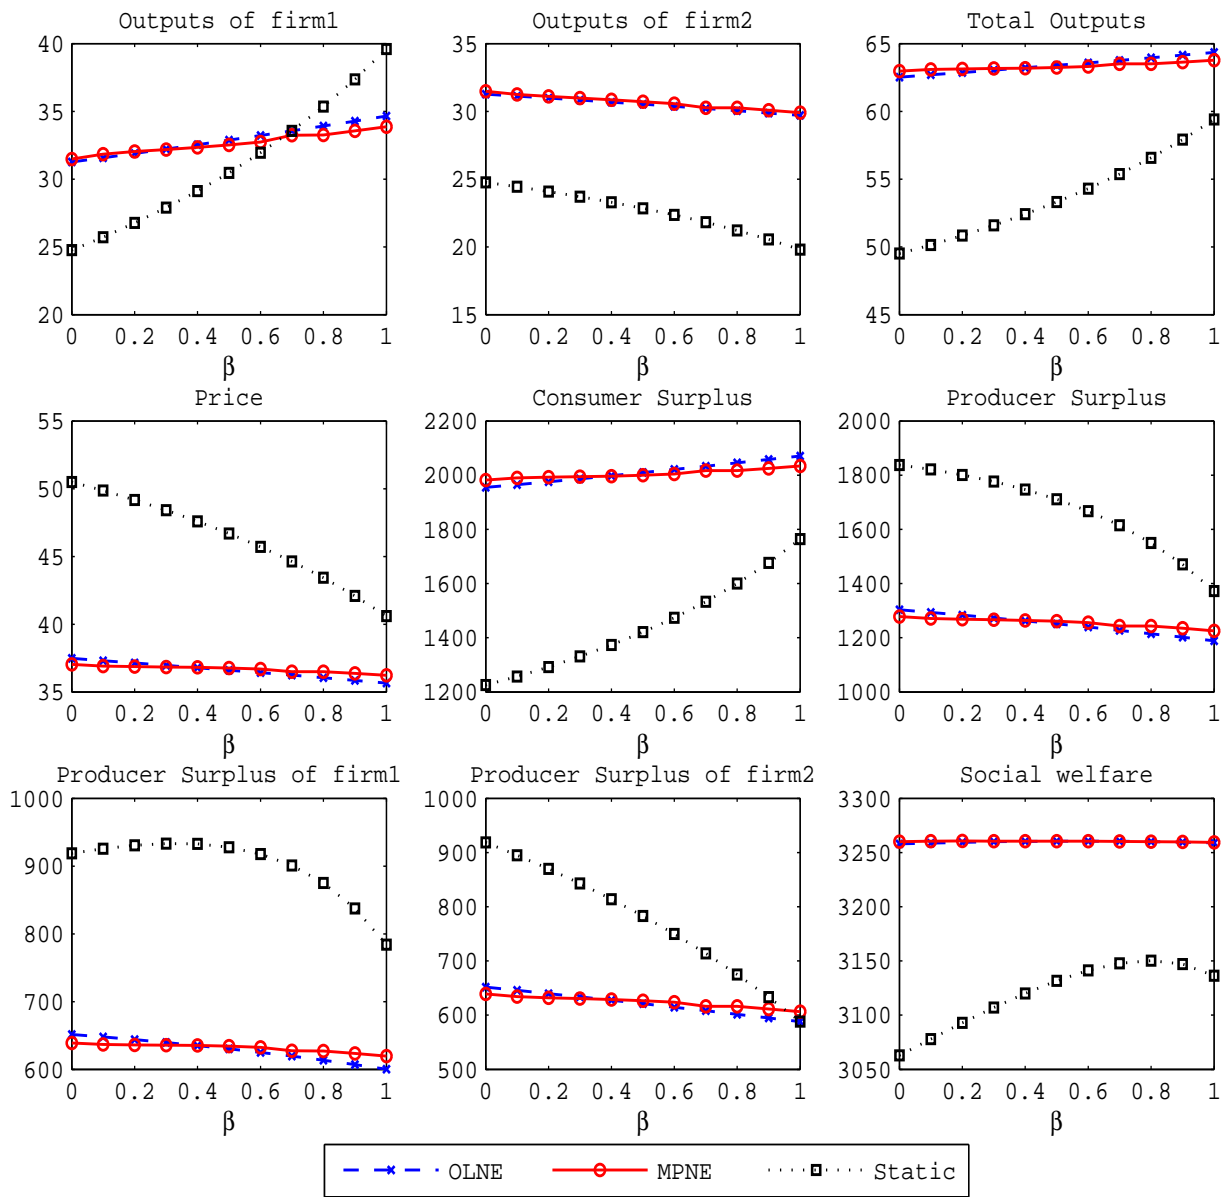 Outputs of firm1
40
35
30
25
20
0 0.2 0.4 0.6 0.8 1
β
Outputs of firm2
35
30
25
20
15
0 0.2 0.4 0.6 0.8 1
β
Total Outputs
65
60
55
50
45
0 0.2 0.4 0.6 0.8 1
β
Price
55
50
45
40
35
0 0.2 0.4 0.6 0.8 1
β
Consumer Surplus
2200
2000
1800
1600
1400
1200
0 0.2 0.4 0.6 0.8 1
β
Producer Surplus
2000
1800
1600
1400
1200
1000
0 0.2 0.4 0.6 0.8 1
β
Producer Surplus of firm1
1000
900
800
700
600
0 0.2 0.4 0.6 0.8 1
β
Producer Surplus of firm2
1000
900
800
700
600
500
0 0.2 0.4 0.6 0.8 1
β
Social welfare
3300
3250
3200
3150
3100
3050
0 0.2 0.4 0.6 0.8 1
β
OLNE MPNE Static